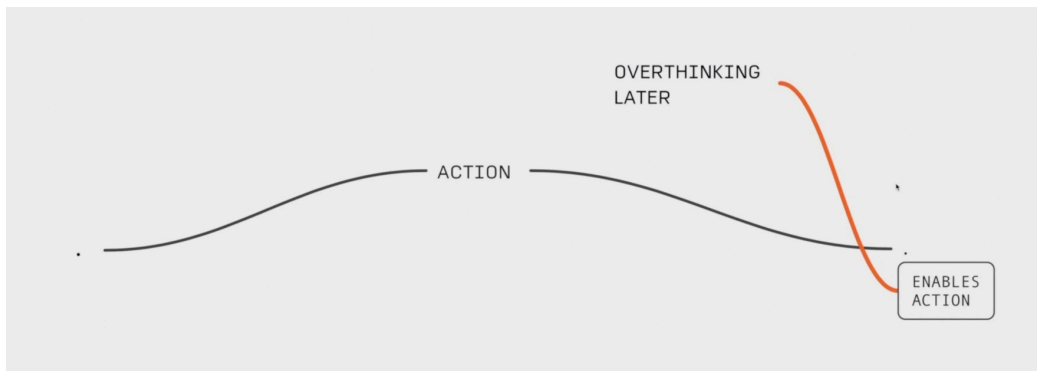 OVERTHINKING
LATER
ACTION
ENABLES
ACTION